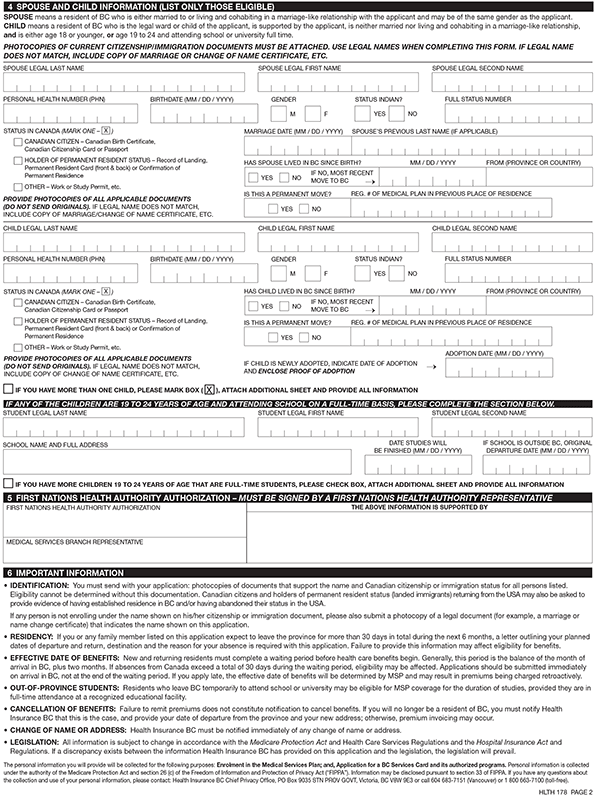 4 SPOUSE AND CHILD INFORMATION (LIST ONLY THOSE ELIGIBLE)
SPOUSE means a resident of BC who is either married to or living and cohabiting in a marriage-like relationship with the applicant and may be of the same gender as the applicant.
CHILD means a resident of BC who is the legal ward or child of the applicant, is supported by the applicant, is neither married nor living and cohabiting in a marriage-like relationship,
and is either age 18 or younger, or age 19 to 24 and attending school or university full time.
PHOTOCOPIES OF CURRENT CITIZENSHIP/IMMIGRATION DOCUMENTS MUST BE ATTACHED. USE LEGAL NAMES WHEN COMPLETING THIS FORM. IF LEGAL NAME
DOES NOT MATCH, INCLUDE COPY OF MARRIAGE OR CHANGE OF NAME CERTIFICATE, ETC.
SPOUSE LEGAL LAST NAME SPOUSE LEGAL FIRST NAME SPOUSE LEGAL SECOND NAME
PERSONAL HEALTH NUMBER (PHN) BIRTHDATE (MM / DD / YYYY) GENDER STATUS INDIAN? FULL STATUS NUMBER
M F YES NO
STATUS IN CANADA (MARK ONE – X ) MARRIAGE DATE (MM / DD / YYYY) SPOUSE'S PREVIOUS LAST NAME (IF APPLICABLE)
CANADIAN CITIZEN – Canadian Birth Certificate,
Canadian Citizenship Card or Passport
HOLDER OF PERMANENT RESIDENT STATUS – Record of Landing,
Permanent Resident Card (front & back) or Confirmation of
Permanent Residence
OTHER – Work or Study Permit, etc.
HAS SPOUSE LIVED IN BC SINCE BIRTH? MM / DD / YYYY FROM (PROVINCE OR COUNTRY)
YES NO IF NO, MOST RECENT
MOVE TO BC →
IS THIS A PERMANENT MOVE? REG. # OF MEDICAL PLAN IN PREVIOUS PLACE OF RESIDENCE
YES NO
PROVIDE PHOTOCOPIES OF ALL APPLICABLE DOCUMENTS
(DO NOT SEND ORIGINALS). IF LEGAL NAME DOES NOT MATCH,
INCLUDE COPY OF MARRIAGE/CHANGE OF NAME CERTIFICATE, ETC.
CHILD LEGAL LAST NAME CHILD LEGAL FIRST NAME CHILD LEGAL SECOND NAME
PERSONAL HEALTH NUMBER (PHN) BIRTHDATE (MM / DD / YYYY) GENDER STATUS INDIAN? FULL STATUS NUMBER
M F YES NO
STATUS IN CANADA (MARK ONE – X ) HAS CHILD LIVED IN BC SINCE BIRTH? MM / DD / YYYY FROM (PROVINCE OR COUNTRY)
CANADIAN CITIZEN – Canadian Birth Certificate,
Canadian Citizenship Card or Passport
YES NO IF NO, MOST RECENT
MOVE TO BC →
HOLDER OF PERMANENT RESIDENT STATUS – Record of Landing,
Permanent Resident Card (front & back) or Confirmation of
Permanent Residence
OTHER – Work or Study Permit, etc.
IS THIS A PERMANENT MOVE? REG. # OF MEDICAL PLAN IN PREVIOUS PLACE OF RESIDENCE
YES NO
PROVIDE PHOTOCOPIES OF ALL APPLICABLE DOCUMENTS
(DO NOT SEND ORIGINALS). IF LEGAL NAME DOES NOT MATCH,
INCLUDE COPY OF CHANGE OF NAME CERTIFICATE, ETC.
IF CHILD IS NEWLY ADOPTED, INDICATE DATE OF ADOPTION
AND ENCLOSE PROOF OF ADOPTION →
ADOPTION DATE (MM / DD / YYYY)
IF YOU HAVE MORE THAN ONE CHILD, PLEASE MARK BOX ( X ), ATTACH ADDITIONAL SHEET AND PROVIDE ALL INFORMATION
IF ANY OF THE CHILDREN ARE 19 TO 24 YEARS OF AGE AND ATTENDING SCHOOL ON A FULL-TIME BASIS, PLEASE COMPLETE THE SECTION BELOW.
STUDENT LEGAL LAST NAME STUDENT LEGAL FIRST NAME STUDENT LEGAL SECOND NAME
SCHOOL NAME AND FULL ADDRESS DATE STUDIES WILL
BE FINISHED (MM / DD / YYYY) IF SCHOOL IS OUTSIDE BC, ORIGINAL
DEPARTURE DATE (MM / DD / YYYY)
IF YOU HAVE MORE CHILDREN 19 TO 24 YEARS OF AGE THAT ARE FULL-TIME STUDENTS, PLEASE CHECK BOX, ATTACH ADDITIONAL SHEET AND PROVIDE ALL INFORMATION
5 FIRST NATIONS HEALTH AUTHORITY AUTHORIZATION – MUST BE SIGNED BY A FIRST NATIONS HEALTH AUTHORITY REPRESENTATIVE
FIRST NATIONS HEALTH AUTHORITY AUTHORIZATION THE ABOVE INFORMATION IS SUPPORTED BY
MEDICAL SERVICES BRANCH REPRESENTATIVE
6 IMPORTANT INFORMATION
• IDENTIFICATION: You must send with your application: photocopies of documents that support the name and Canadian citizenship or immigration status for all persons listed.
Eligibility cannot be determined without this documentation. Canadian citizens and holders of permanent resident status (landed immigrants) returning from the USA may also be asked to
provide evidence of having established residence in BC and/or having abandoned their status in the USA.
If any person is not enrolling under the name shown on his/her citizenship or immigration document, please also submit a photocopy of a legal document (for example, a marriage or
name change certificate) that indicates the name shown on this application.
• RESIDENCY: If you or any family member listed on this application expect to leave the province for more than 30 days in total during the next 6 months, a letter outlining your planned
dates of departure and return, destination and the reason for your absence is required with this application. Failure to provide this information may affect eligibility for benefits.
• EFFECTIVE DATE OF BENEFITS: New and returning residents must complete a waiting period before health care benefits begin. Generally, this period is the balance of the month of
arrival in BC, plus two months. If absences from Canada exceed a total of 30 days during the waiting period, eligibility may be affected. Applications should be submitted immediately
on arrival in BC, not at the end of the waiting period. If you apply late, the effective date of benefits will be determined by MSP and may result in premiums being charged retroactively.
• OUT-OF-PROVINCE STUDENTS: Residents who leave BC temporarily to attend school or university may be eligible for MSP coverage for the duration of studies, provided they are in
full-time attendance at a recognized educational facility.
• CANCELLATION OF BENEFITS: Failure to remit premiums does not constitute notification to cancel benefits. If you will no longer be a resident of BC, you must notify Health
Insurance BC that this is the case, and provide your date of departure from the province and your new address; otherwise, premium invoicing may occur.
• CHANGE OF NAME OR ADDRESS: Health Insurance BC must be notified immediately of any change of name or address.
• LEGISLATION: All information is subject to change in accordance with the Medicare Protection Act and Health Care Services Regulations and the Hospital Insurance Act and
Regulations. If a discrepancy exists between the information Health Insurance BC has provided on this application and the legislation, the legislation will prevail.
The personal information you provide will be collected for the following purposes: Enrolment in the Medical Services Plan; and, Application for a BC Services Card and its authorized programs. Personal information is collected
under the authority of the Medicare Protection Act and section 26 (c) of the Freedom of Information and Protection of Privacy Act ("FIPPA"). Information may be disclosed pursuant to section 33 of FIPPA. If you have any questions about
the collection and use of your personal information, please contact: Health Insurance BC Chief Privacy Office, PO Box 9035 STN PROV GOVT, Victoria, BC V8W 9E3 or call 604 683-7151 (Vancouver) or 1 800 663-7100 (toll-free).
HLTH 178 PAGE 2